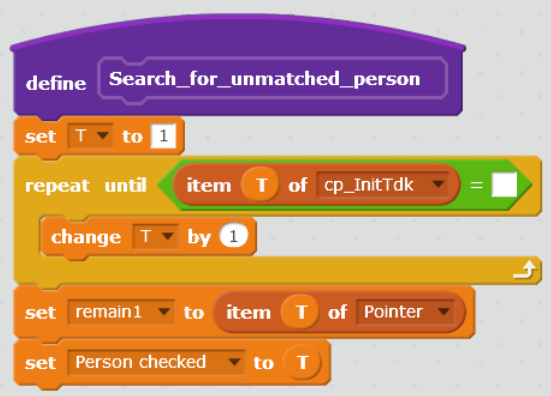 define Search_for_unmatched_person
set T to 1
repeat until item T of cp_InitTdk =
change T by 1
set remain1 to item T of Pointer
set Person checked to T